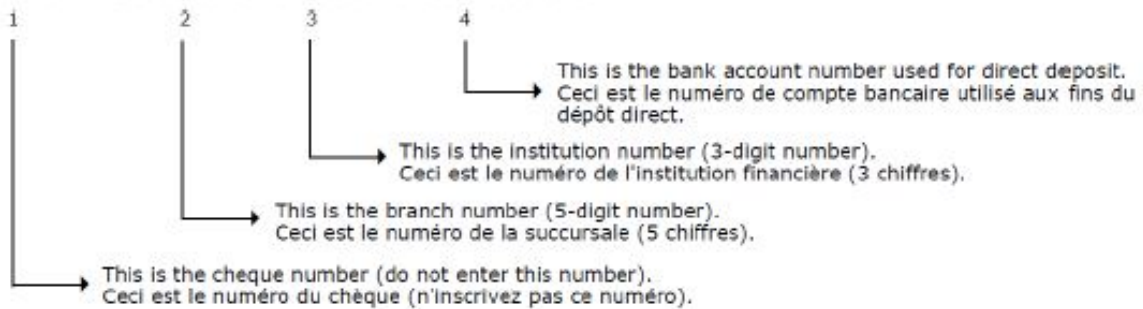 1 2 3 4
This is the bank account number used for direct deposit.
Ceci est le numéro de compte bancaire utilisé aux fins du
dépôt direct.
This is the institution number (3-digit number).
Ceci est le numéro de l'institution financière (3 chiffres).
This is the branch number (5-digit number).
Ceci est le numéro de la succursale (5 chiffres).
This is the cheque number (do not enter this number).
Ceci est le numéro du chèque (n'inscrivez pas ce numéro).